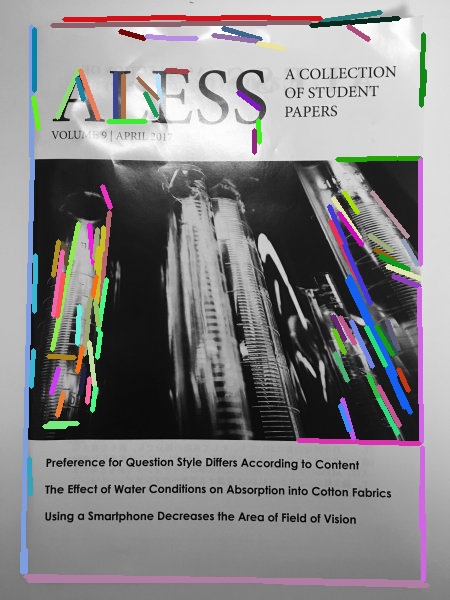 ALESS
A COLLECTION
OF STUDENT
PAPERS
VOLUME 9 | APRIL 2017
Preference for Question Style Differs According to Content
The Effect of Water Conditions on Absorption into Cotton Fabrics
Using a Smartphone Decreases the Area of Field of Vision